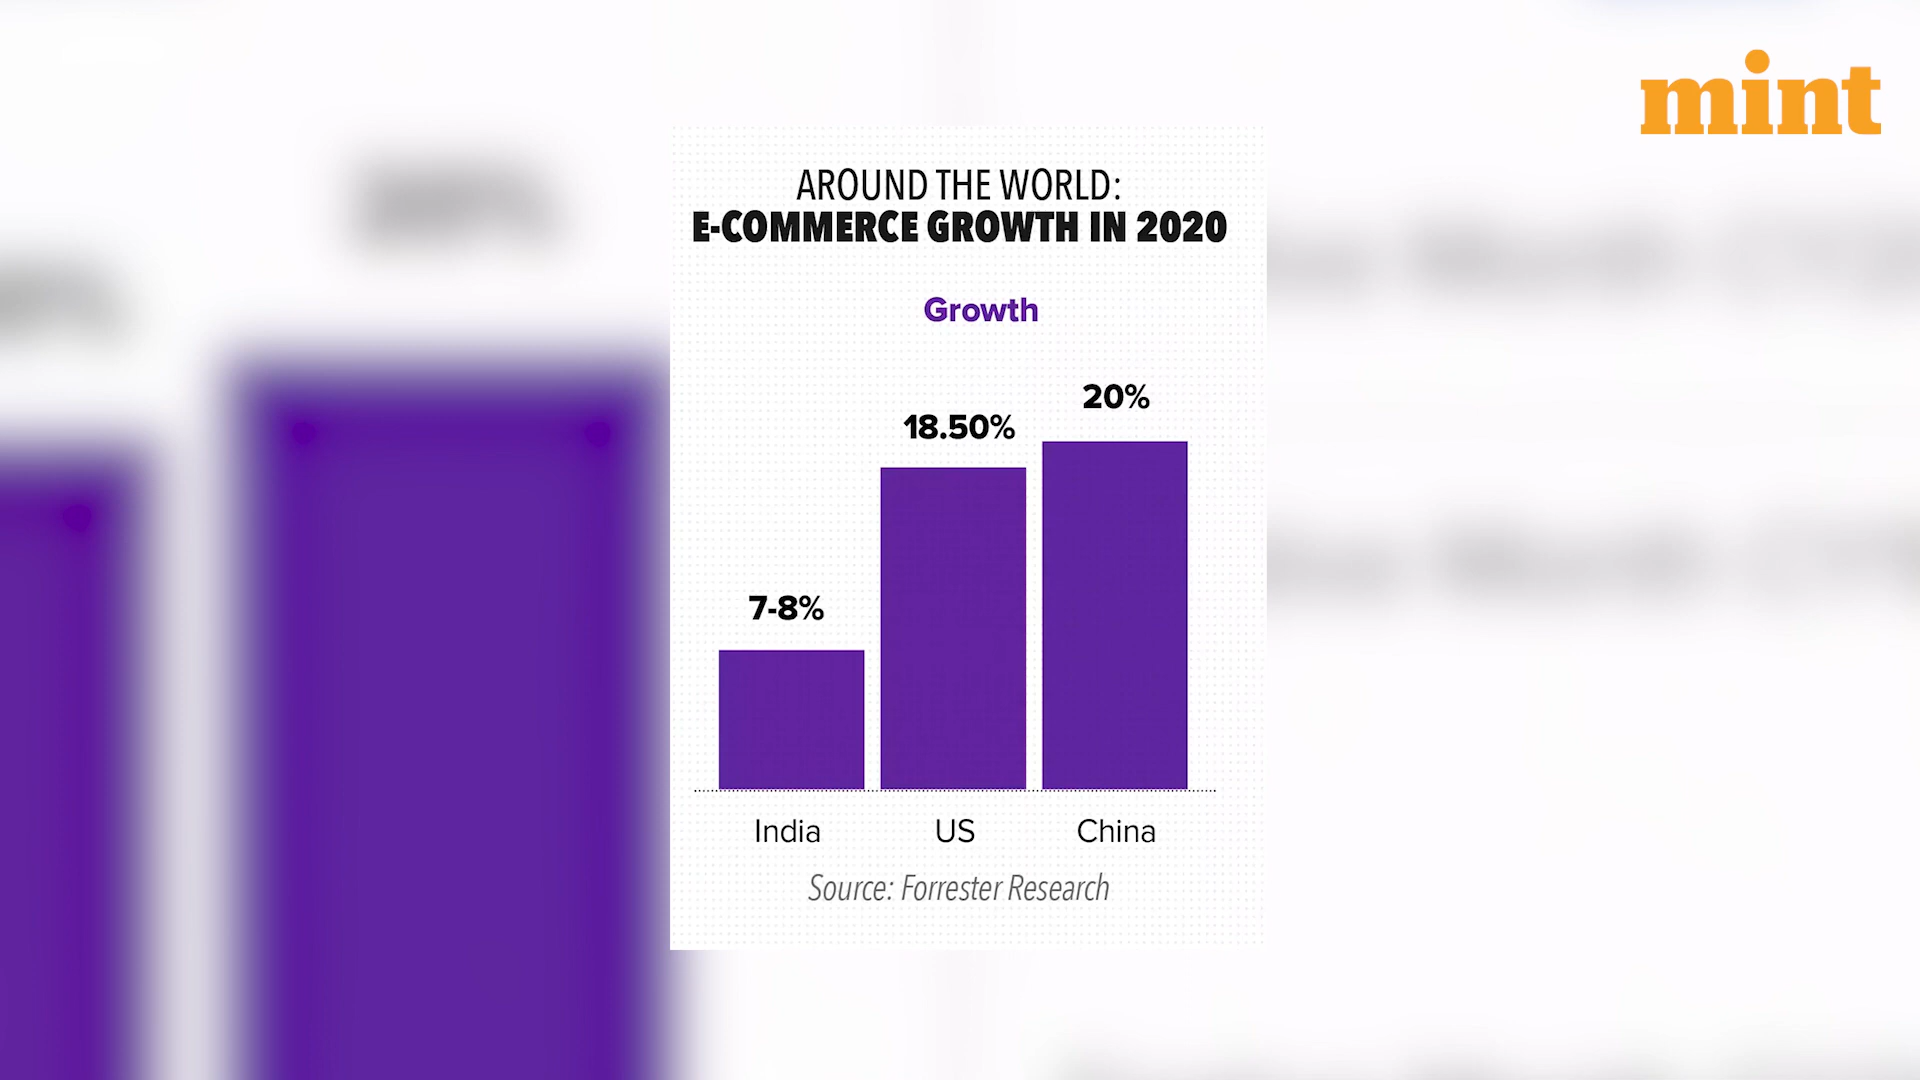 mint
AROUND THE WORLD:
E-COMMERCE GROWTH IN 2020
Growth
20%
18.50%
7-8%
India US China
Source: Forrester Research